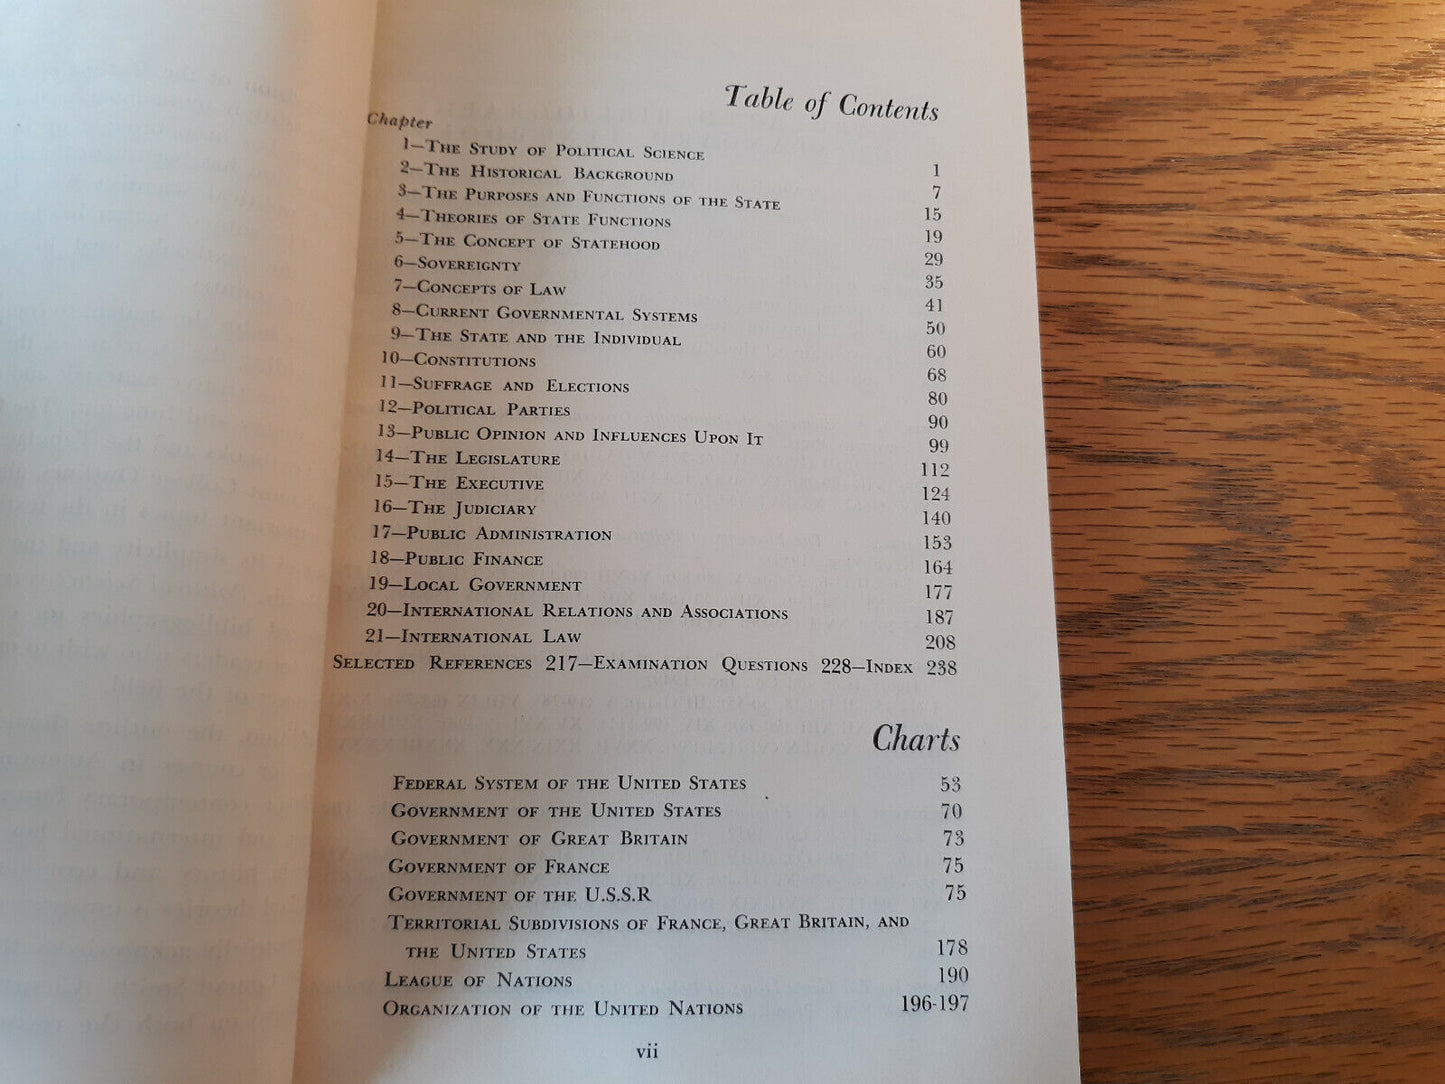 Table of Contents
Chapter
1—The Study of Political Science 1
2—The Historical Background 7
3—The Purposes and Functions of the State 15
4—Theories of State Functions 19
5—The Concept of Statehood 29
6—Sovereignty 35
7—Concepts of Law 41
8—Current Governmental Systems 50
9—The State and the Individual 60
10—Constitutions 68
11—Suffrage and Elections 80
12—Political Parties 90
13—Public Opinion and Influences Upon It 99
14—The Legislature 112
15—The Executive 124
16—The Judiciary 140
17—Public Administration 153
18—Public Finance 164
19—Local Government 177
20—International Relations and Associations 187
21—International Law 208
Selected References 217—Examination Questions 228—Index 238
Charts
Federal System of the United States 53
Government of the United States 70
Government of Great Britain 73
Government of France 75
Government of the U.S.S.R 75
Territorial Subdivisions of France, Great Britain, and
the United States 178
League of Nations 190
Organization of the United Nations 196-197
vii